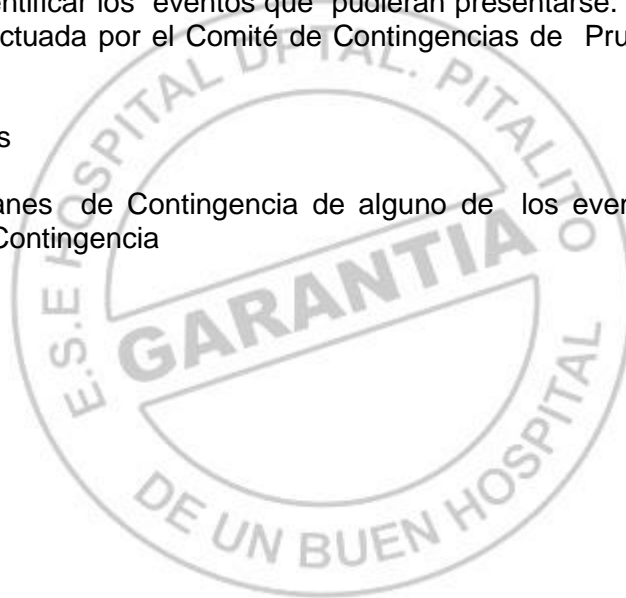 entificar los eventos que pudieran presentarse.
ctuada por el Comité de Contingencias de Pru
s
anes de Contingencia de alguno de los even
Contingencia
E.S.E HOSPITAL DPTAL. PITALITO
GARANTIA
DE UN BUEN HOSPITAL